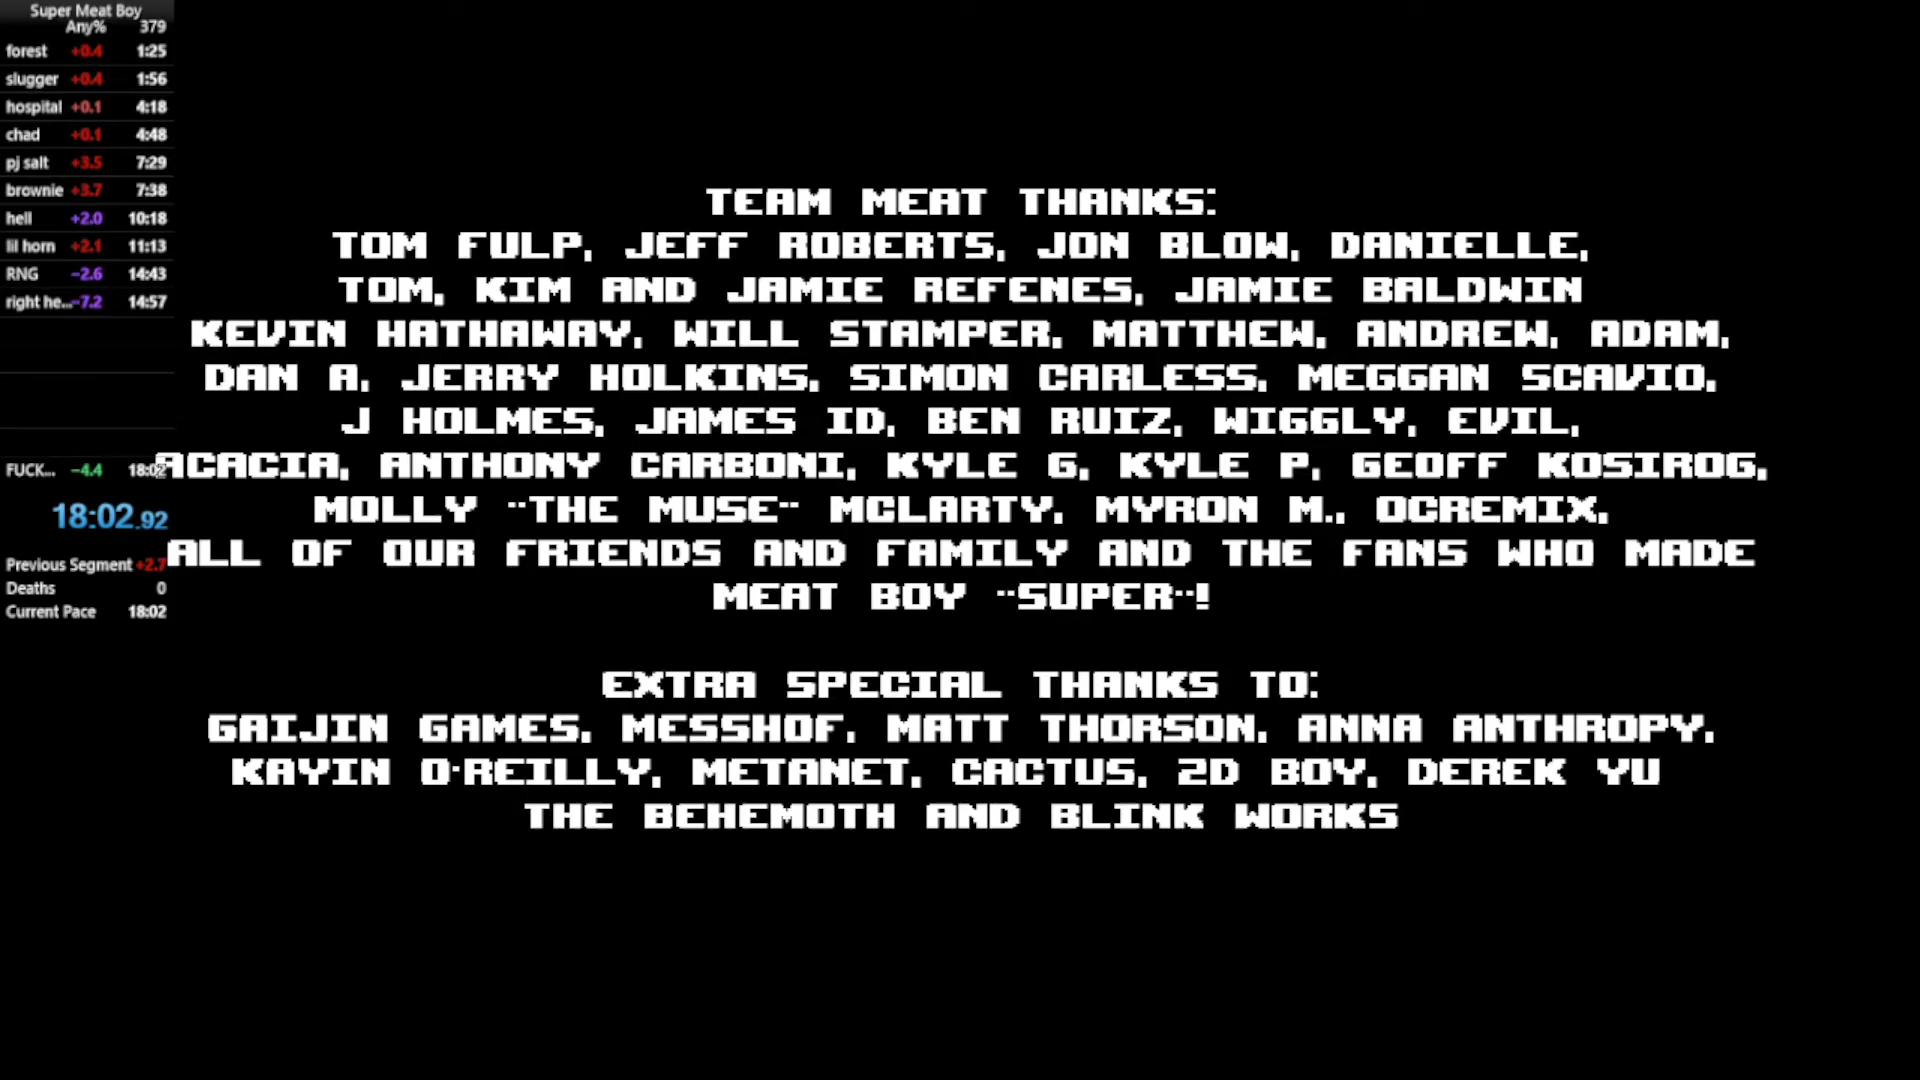 Super Meat Boy
Any% 379
forest +0.4 1:25
slugger +0.4 1:56
hospital +0.1 4:18
chad +0.1 4:48
pj salt +3.5 7:29
brownie +3.7 7:38
hell +2.0 10:18
lil horn +2.1 11:13
RNG -2.6 14:43
right he... -7.2 14:57
FUCK... -4.4 18:02
18:02.92
Previous Segment +2.7
Deaths 0
Current Pace 18:02
TEAM MEAT THANKS:
TOM FULP, JEFF ROBERTS, JON BLOW, DANIELLE,
TOM, KIM AND JAMIE REFENES, JAMIE BALDWIN
KEVIN HATHAWAY, WILL STAMPER, MATTHEW, ANDREW, ADAM,
DAN A, JERRY HOLKINS, SIMON CARLESS, MEGGAN SCAVIO,
J HOLMES, JAMES ID, BEN RUIZ, WIGGLY, EVIL,
ACACIA, ANTHONY CARBONI, KYLE G, KYLE P, GEOFF KOSIROG,
MOLLY "THE MUSE" MCLARTY, MYRON M., OCREMIX,
ALL OF OUR FRIENDS AND FAMILY AND THE FANS WHO MADE
MEAT BOY "SUPER"!
EXTRA SPECIAL THANKS TO:
GAIJIN GAMES, MESSHOF, MATT THORSON, ANNA ANTHROPY,
KAYIN O'REILLY, METANET, CACTUS, 2D BOY, DEREK YU
THE BEHEMOTH AND BLINK WORKS